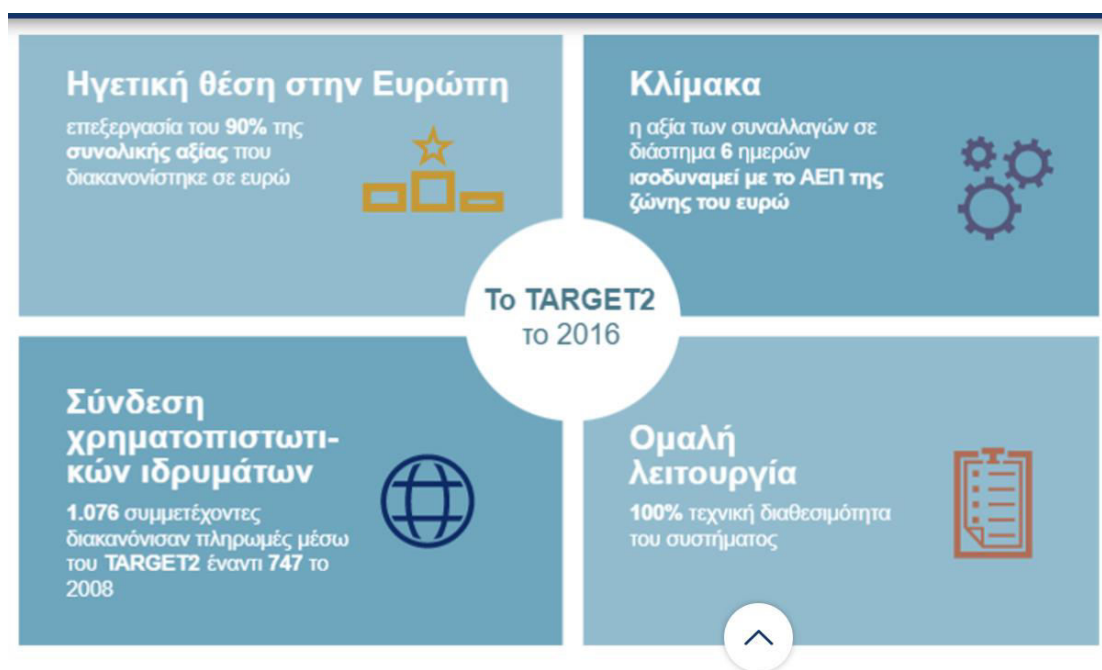 Ηγετική θέση στην Ευρώπη
επεξεργασία του 90% της
συνολικής αξίας που
διακανονίστηκε σε ευρώ
Κλίμακα
η αξία των συναλλαγών σε
διάστημα 6 ημερών
ισοδυναμεί με το ΑΕΠ της
ζώνης του ευρώ
Το TARGET2
το 2016
Σύνδεση
χρηματοπιστωτι-
κών ιδρυμάτων
1.076 συμμετέχοντες
διακανόνισαν πληρωμές μέσω
του TARGET2 έναντι 747 το
2008
Ομαλή
λειτουργία
100% τεχνική διαθεσιμότητα
του συστήματος